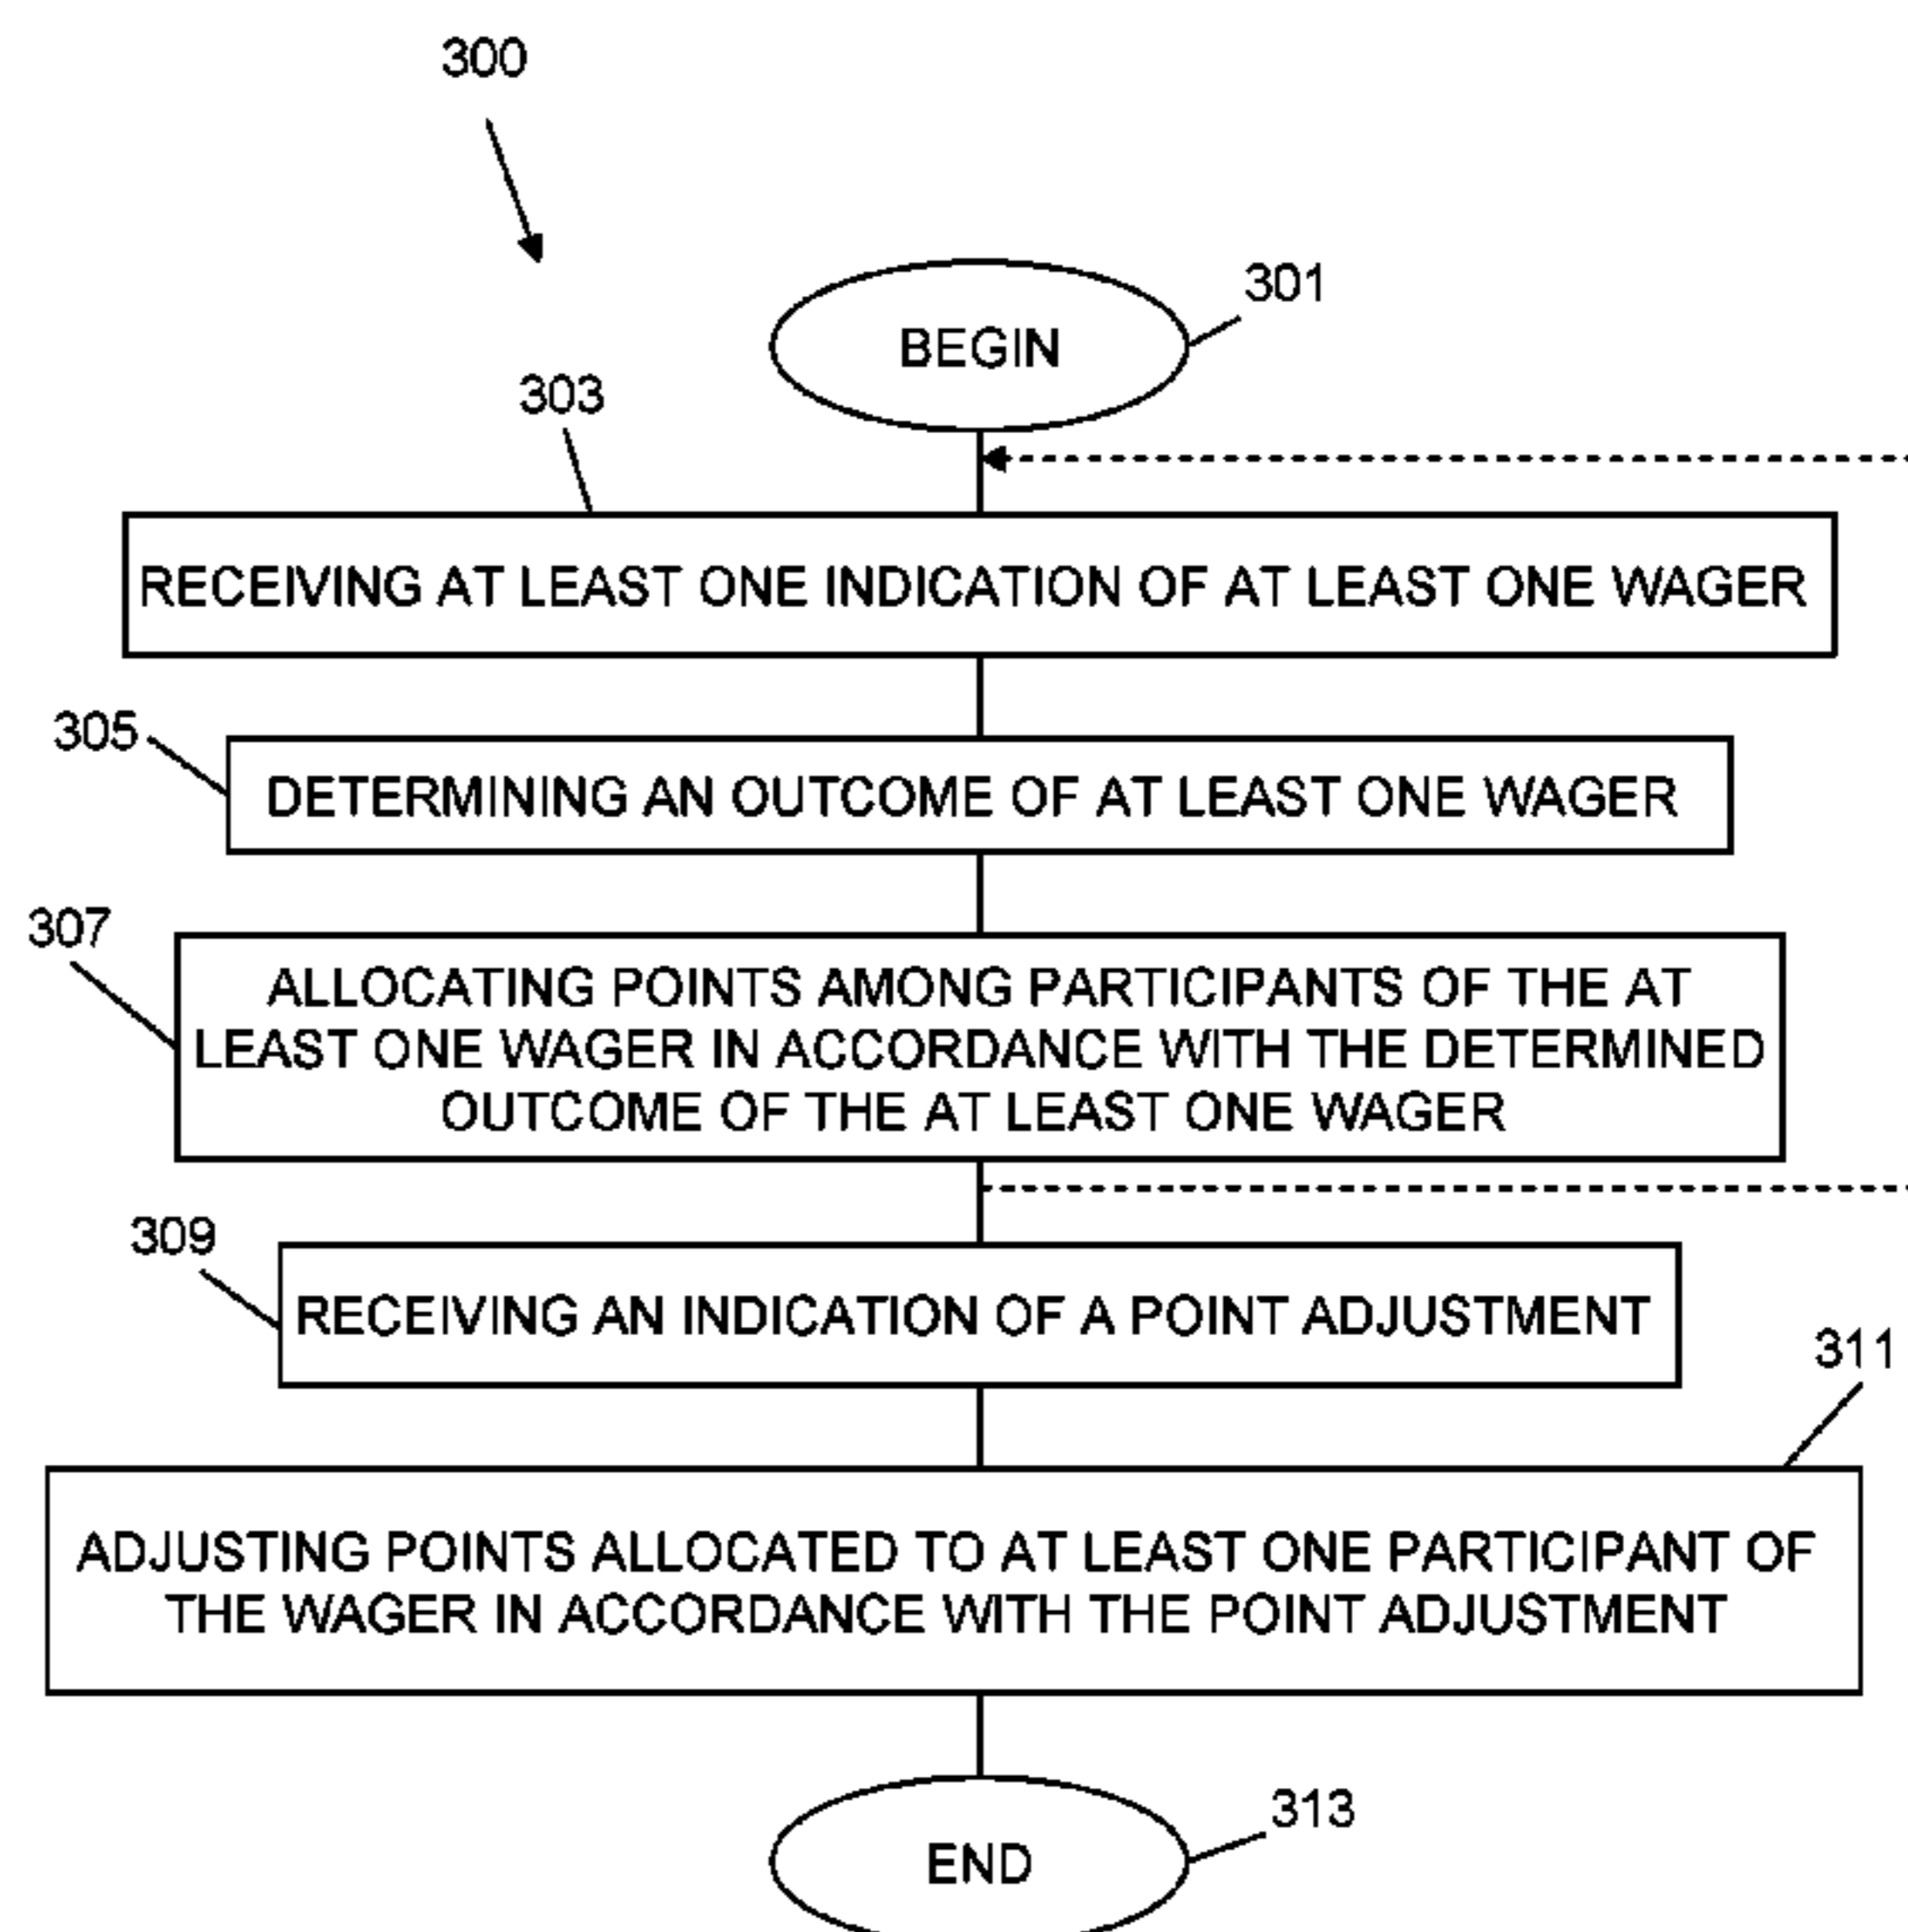 300
301
BEGIN
303
RECEIVING AT LEAST ONE INDICATION OF AT LEAST ONE WAGER
305
DETERMINING AN OUTCOME OF AT LEAST ONE WAGER
307
ALLOCATING POINTS AMONG PARTICIPANTS OF THE AT
LEAST ONE WAGER IN ACCORDANCE WITH THE DETERMINED
OUTCOME OF THE AT LEAST ONE WAGER
309
RECEIVING AN INDICATION OF A POINT ADJUSTMENT
311
ADJUSTING POINTS ALLOCATED TO AT LEAST ONE PARTICIPANT OF
THE WAGER IN ACCORDANCE WITH THE POINT ADJUSTMENT
313
END